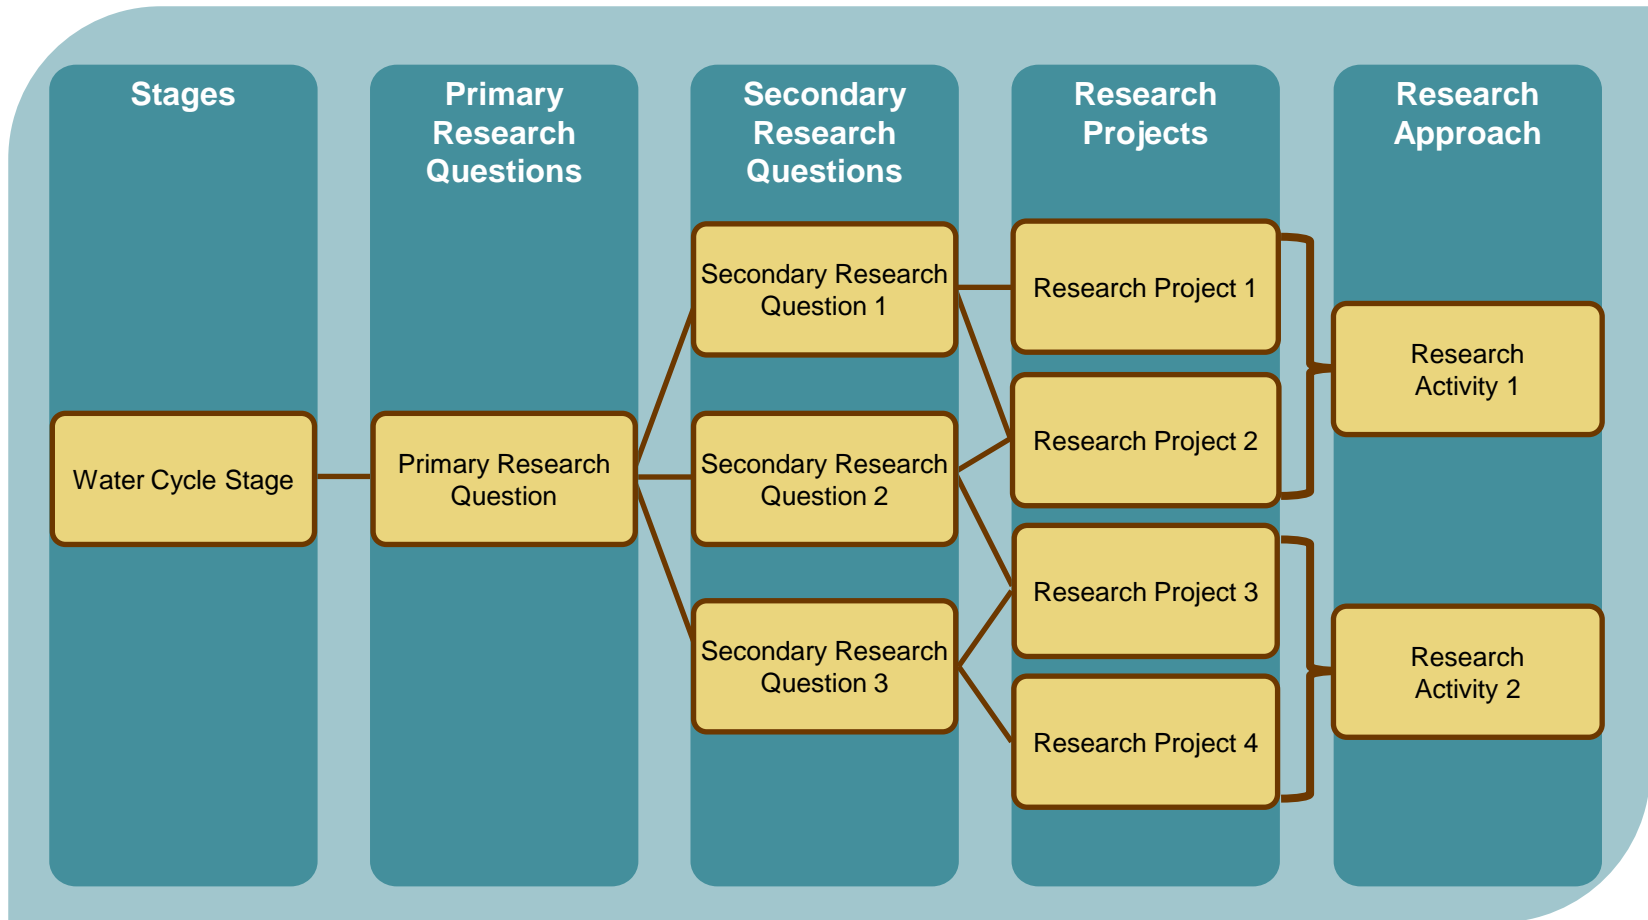 Stages
Primary
Research
Questions
Secondary
Research
Questions
Research
Projects
Research
Approach
Water Cycle Stage
Primary Research
Question
Secondary Research
Question 1
Secondary Research
Question 2
Secondary Research
Question 3
Research Project 1
Research Project 2
Research Project 3
Research Project 4
Research
Activity 1
Research
Activity 2